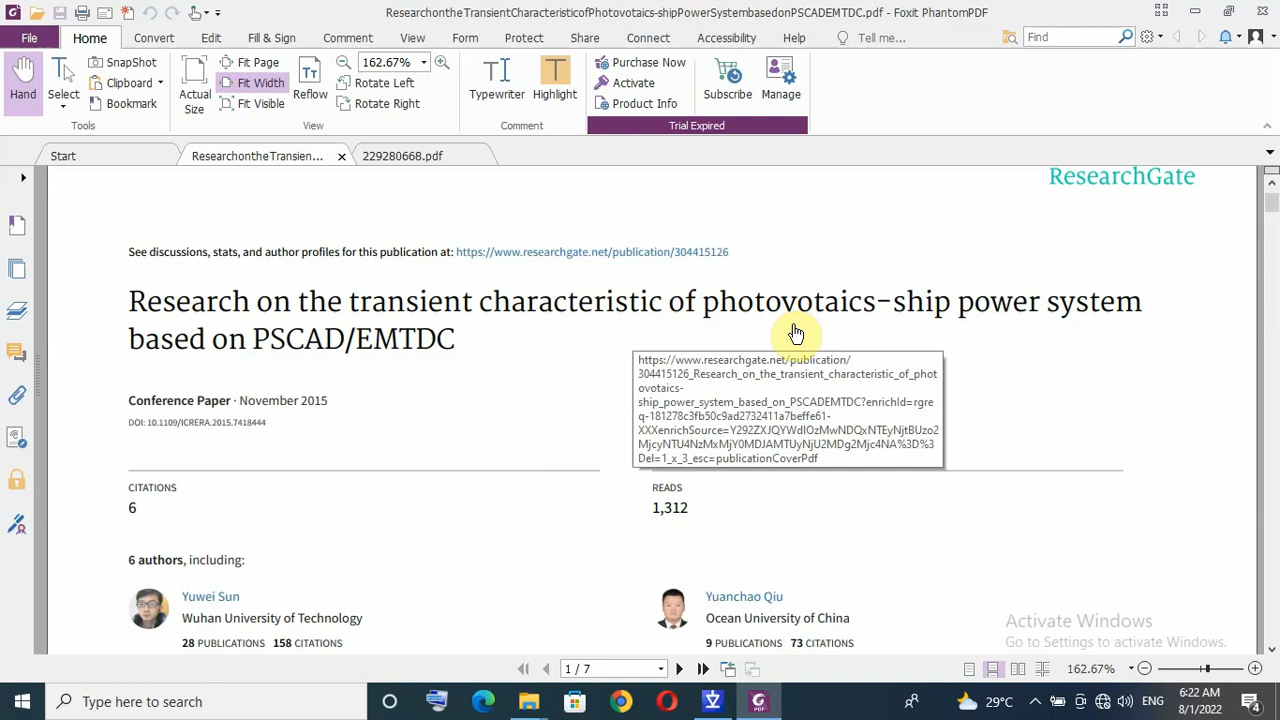 ResearchontheTransientCharacteristicofPhotovotaics-shipPowerSystembasedonPSCADEMTDC.pdf - Foxit PhantomPDF
File Home Convert Edit Fill & Sign Comment View Form Protect Share Connect Accessibility Help Tell me... Find
Hand
Select
SnapShot
Clipboard
Bookmark
Tools
Actual Size
Fit Page
Fit Width
Fit Visible
Reflow
162.67%
Rotate Left
Rotate Right
View
Typewriter
Highlight
Comment
Purchase Now
Activate
Product Info
Subscribe
Manage
Trial Expired
Start
ResearchontheTransien...
229280668.pdf
ResearchGate
See discussions, stats, and author profiles for this publication at: https://www.researchgate.net/publication/304415126
Research on the transient characteristic of photovotaics-ship power system
based on PSCAD/EMTDC
https://www.researchgate.net/publication/
304415126_Research_on_the_transient_characteristic_of_phot
ovotaics-
ship_power_system_based_on_PSCADEMTDC?enrichId=rgre
q-181278c3fb50c9ad2732411a7beffe61-
XXXenrichSource=Y292ZXJQYWdlOzMwNDQxNTEyNjtBUzo2
MjcyNTU4NzMxMjY0MDJAMTUyNjU2MDg2Mjc4NA%3D%3
Del=1_x_3_esc=publicationCoverPdf
Conference Paper · November 2015
DOI: 10.1109/ICRERA.2015.7418444
CITATIONS
6
READS
1,312
6 authors, including:
Yuwei Sun
Wuhan University of Technology
28 PUBLICATIONS 158 CITATIONS
Yuanchao Qiu
Ocean University of China
9 PUBLICATIONS 73 CITATIONS
Activate Windows
Go to Settings to activate Windows.
1 / 7
162.67%
Type here to search
29°C
ENG
6:22 AM
8/1/2022
4